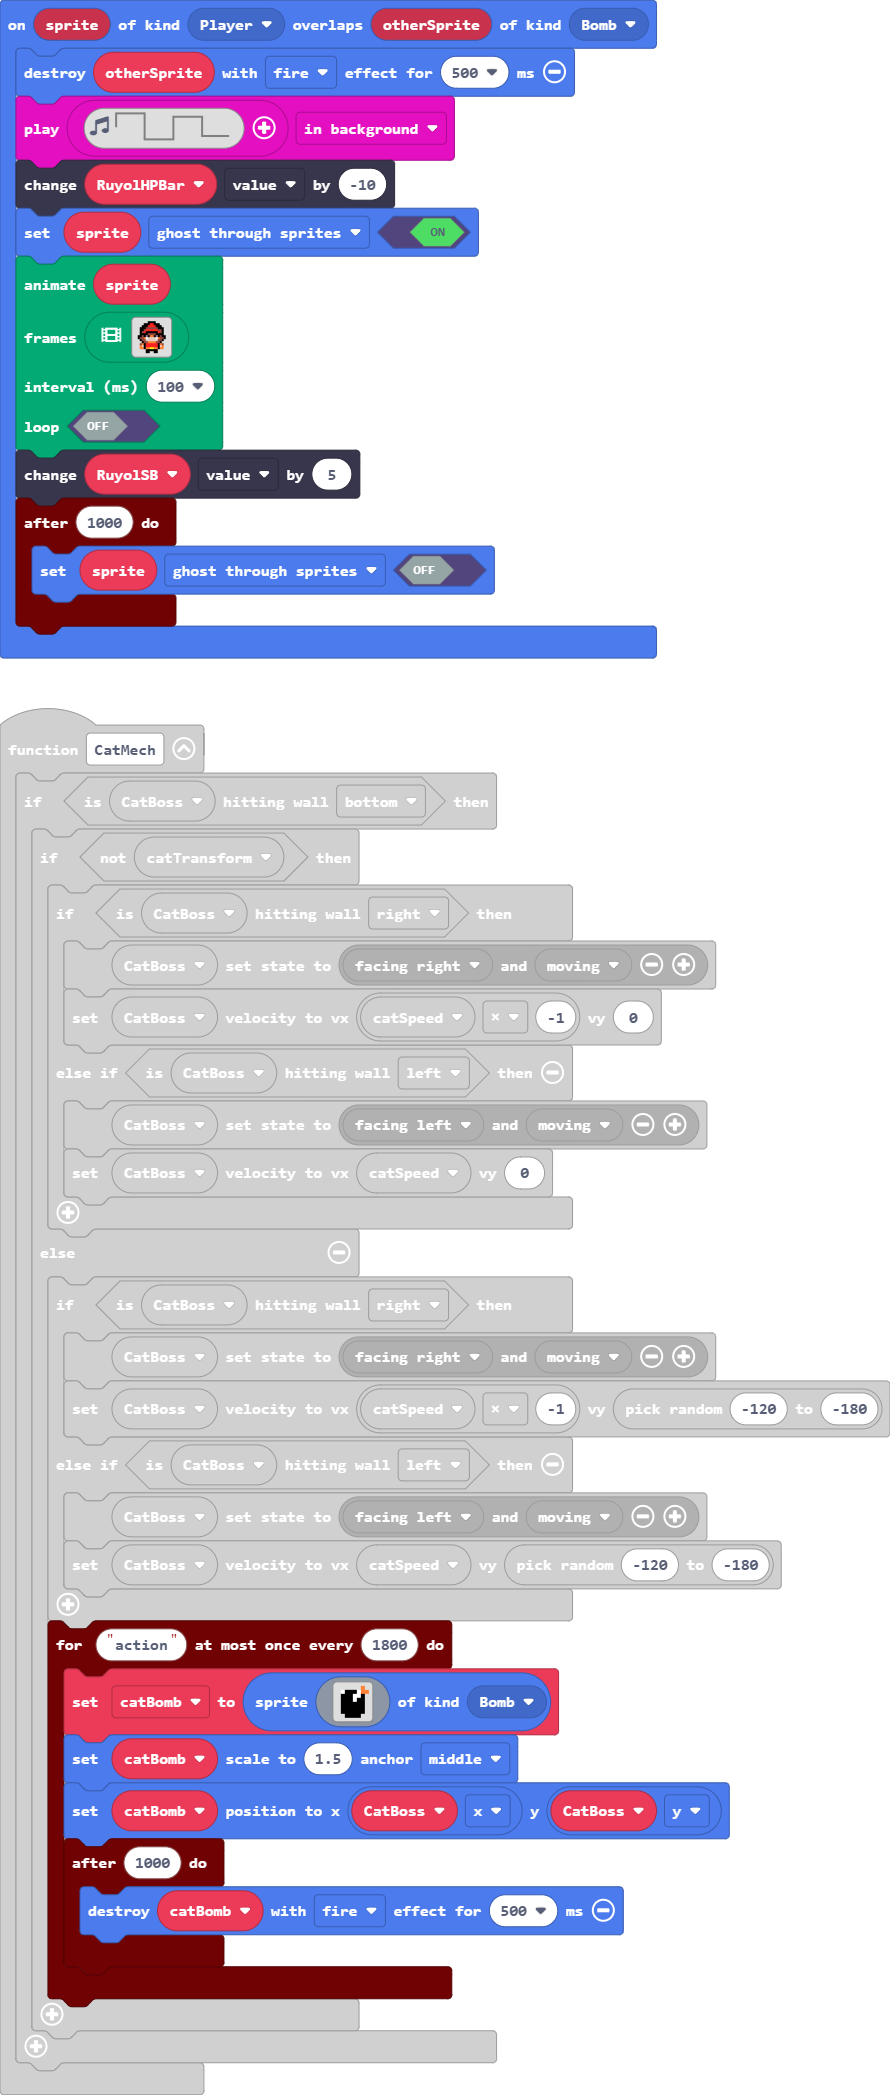 on sprite of kind Player overlaps otherSprite of kind Bomb
destroy otherSprite with fire effect for 500 ms
play in background
change RuyolHPBar value by -10
set sprite ghost through sprites ON
animate sprite
frames
interval (ms) 100
loop OFF
change RuyolSB value by 5
after 1000 do
set sprite ghost through sprites OFF
function CatMech
if is CatBoss hitting wall bottom then
if not catTransform then
if is CatBoss hitting wall right then
CatBoss set state to facing right and moving
set CatBoss velocity to vx catSpeed × -1 vy 0
else if is CatBoss hitting wall left then
CatBoss set state to facing left and moving
set CatBoss velocity to vx catSpeed vy 0
else
if is CatBoss hitting wall right then
CatBoss set state to facing right and moving
set CatBoss velocity to vx catSpeed × -1 vy pick random -120 to -180
else if is CatBoss hitting wall left then
CatBoss set state to facing left and moving
set CatBoss velocity to vx catSpeed vy pick random -120 to -180
for "action" at most once every 1800 do
set catBomb to sprite of kind Bomb
set catBomb scale to 1.5 anchor middle
set catBomb position to x CatBoss x y CatBoss y
after 1000 do
destroy catBomb with fire effect for 500 ms